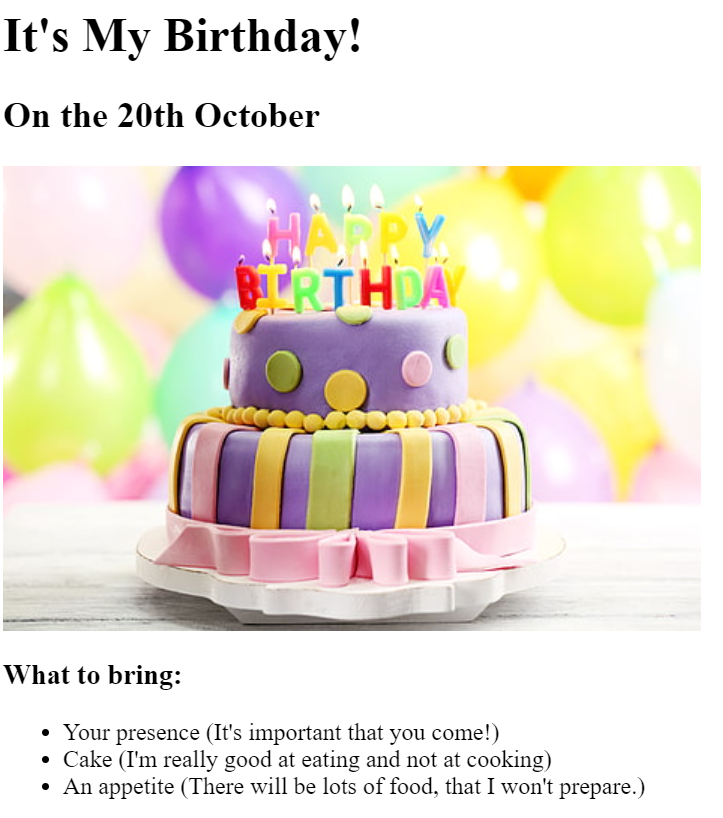 It's My Birthday!
On the 20th October
HAPPY
BIRTHDAY
What to bring:
Your presence (It's important that you come!)
Cake (I'm really good at eating and not at cooking)
An appetite (There will be lots of food, that I won't prepare.)